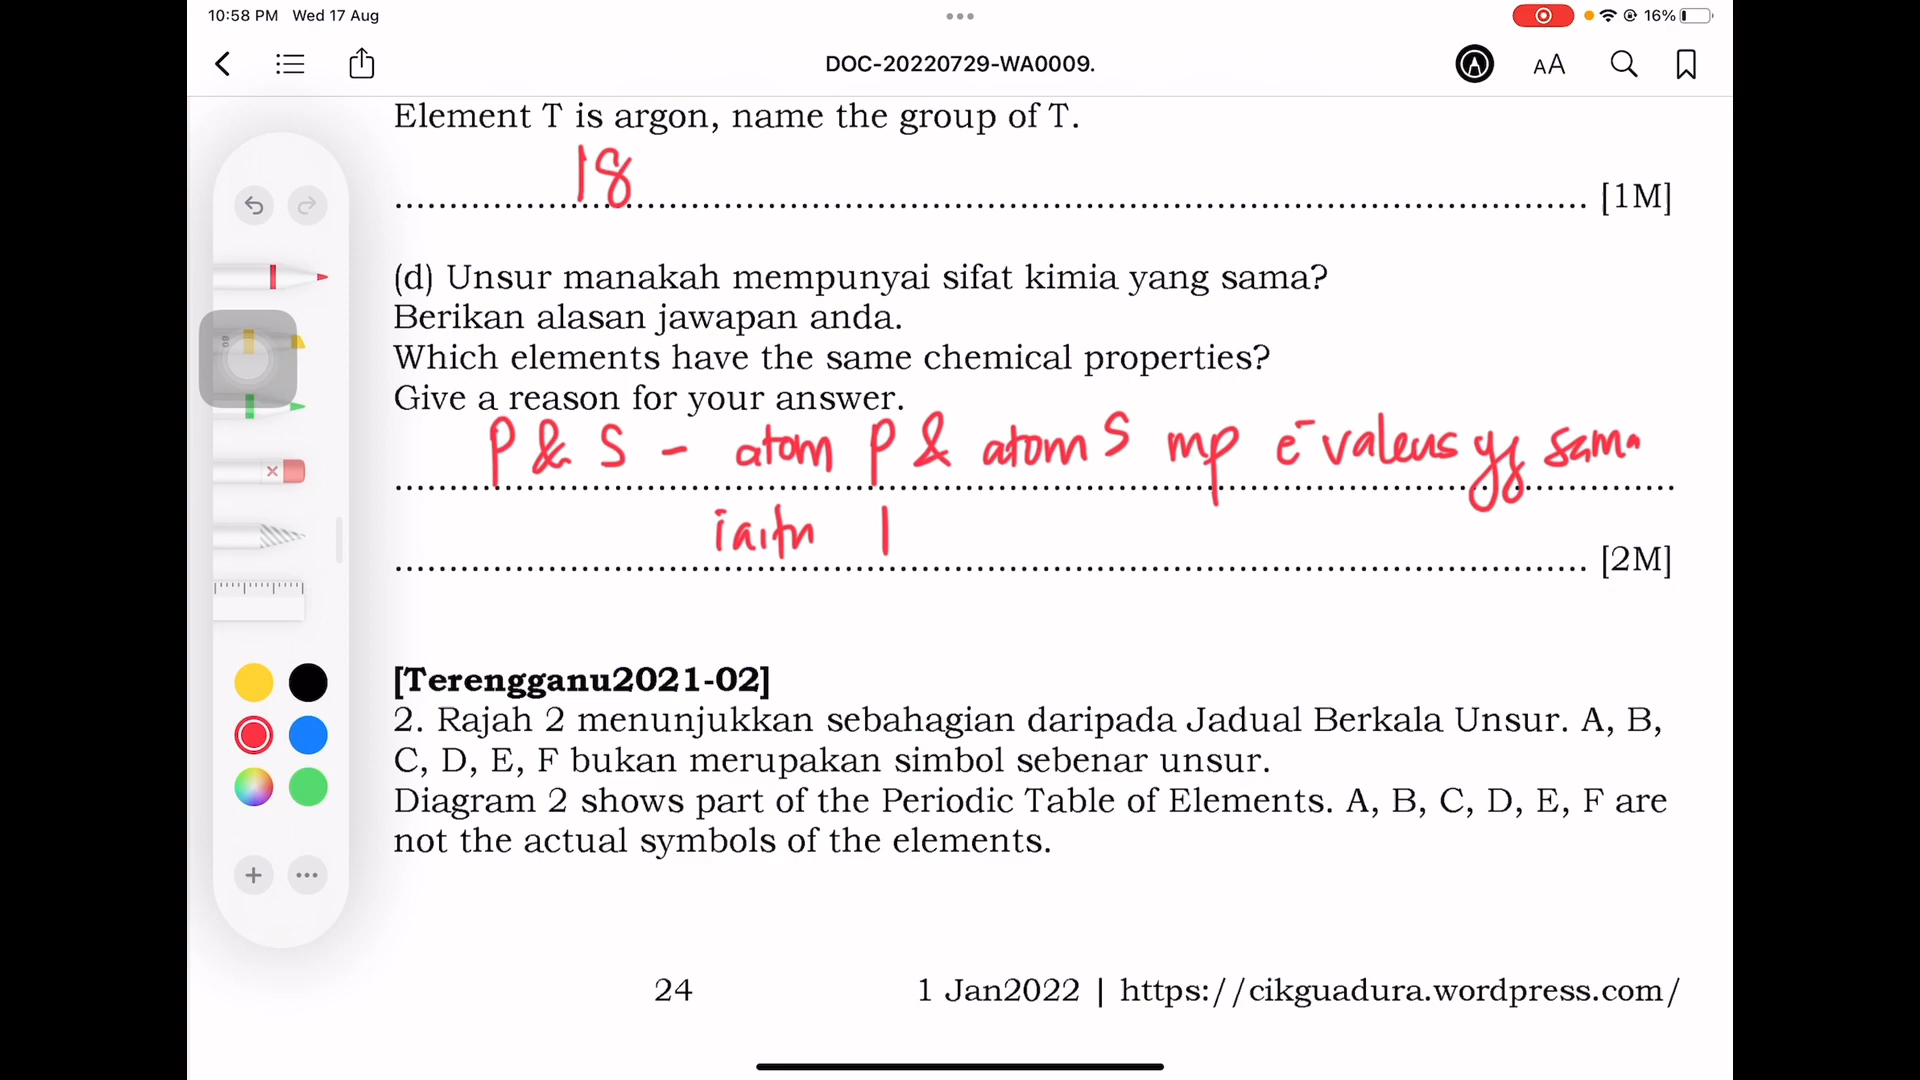 10:58 PM Wed 17 Aug
16%
DOC-20220729-WA0009.
AA
Element T is argon, name the group of T.
18
[1M]
(d) Unsur manakah mempunyai sifat kimia yang sama?
Berikan alasan jawapan anda.
Which elements have the same chemical properties?
Give a reason for your answer.
P & S - atom P & atom S mp e⁻ valens yg sama
iaitu 1
[2M]
80
[Terengganu2021-02]
2. Rajah 2 menunjukkan sebahagian daripada Jadual Berkala Unsur. A, B,
C, D, E, F bukan merupakan simbol sebenar unsur.
Diagram 2 shows part of the Periodic Table of Elements. A, B, C, D, E, F are
not the actual symbols of the elements.
24 1 Jan2022 | https://cikguadura.wordpress.com/